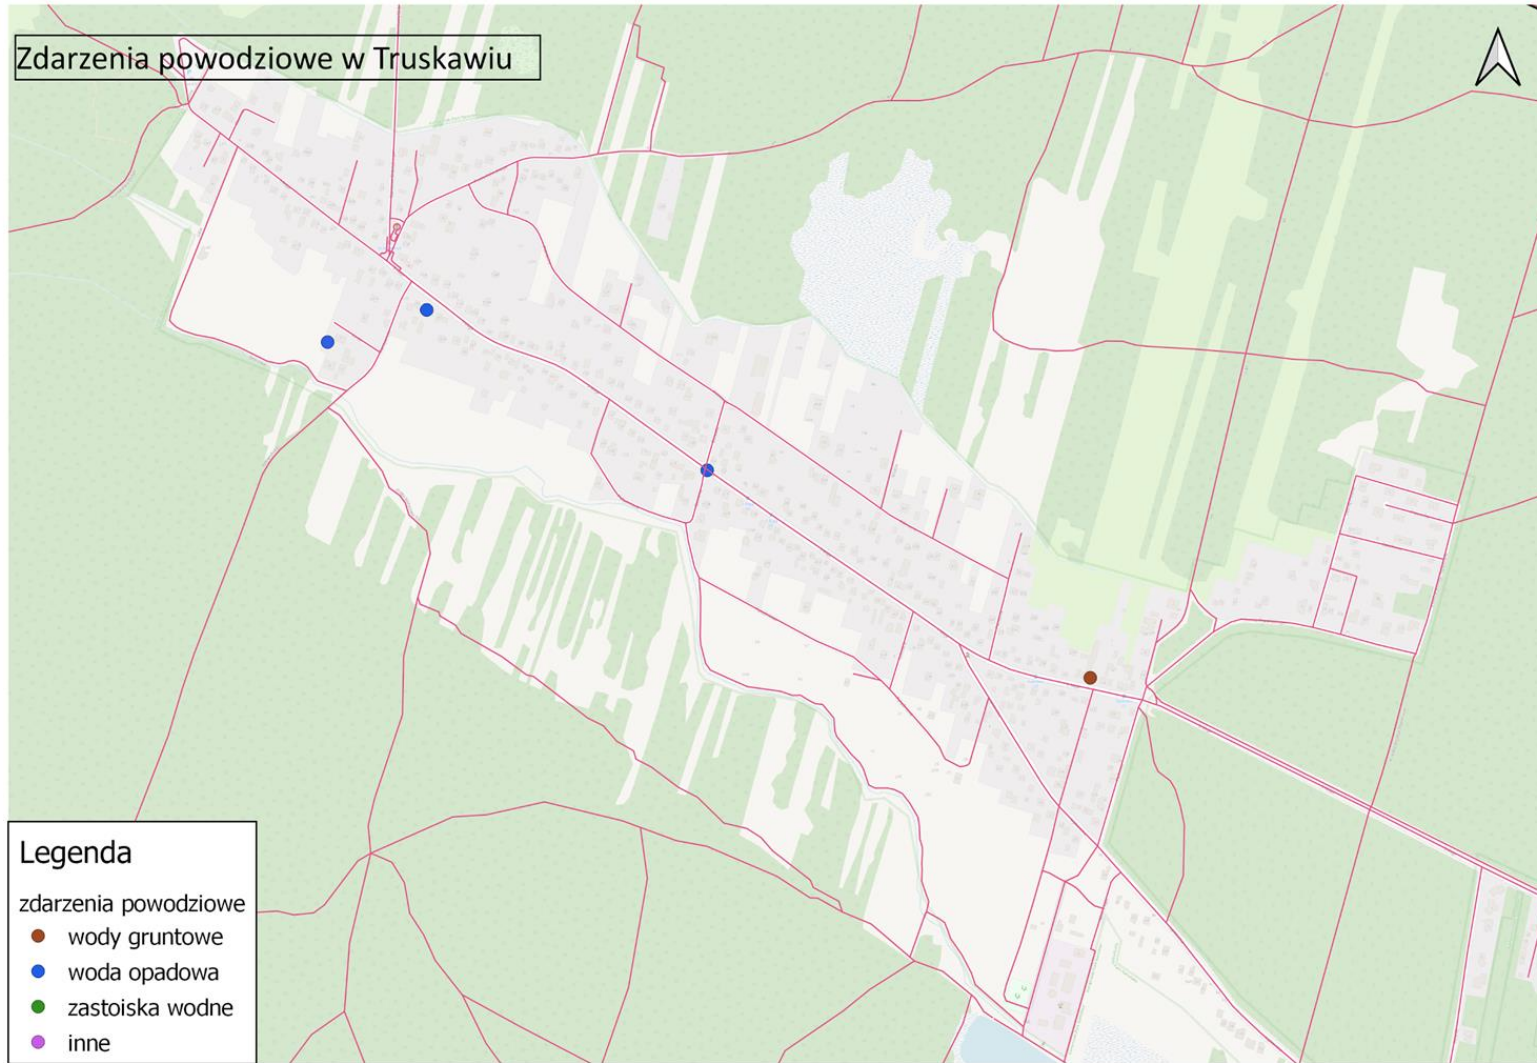 Zdarzenia powodziowe w Truskawiu
Legenda
zdarzenia powodziowe
wody gruntowe
woda opadowa
zastoiska wodne
inne